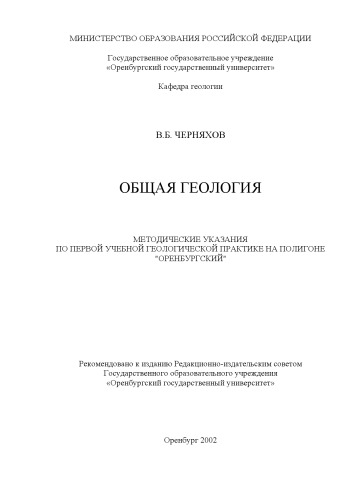 МИНИСТЕРСТВО ОБРАЗОВАНИЯ РОССИЙСКОЙ ФЕДЕРАЦИИ
Государственное образовательное учреждение
«Оренбургский государственный университет»
Кафедра геологии
В.Б. ЧЕРНЯХОВ
ОБЩАЯ ГЕОЛОГИЯ
МЕТОДИЧЕСКИЕ УКАЗАНИЯ
ПО ПЕРВОЙ УЧЕБНОЙ ГЕОЛОГИЧЕСКОЙ ПРАКТИКЕ НА ПОЛИГОНЕ
"ОРЕНБУРГСКИЙ"
Рекомендовано к изданию Редакционно-издательским советом
Государственного образовательного учреждения
«Оренбургский государственный университет»
Оренбург 2002